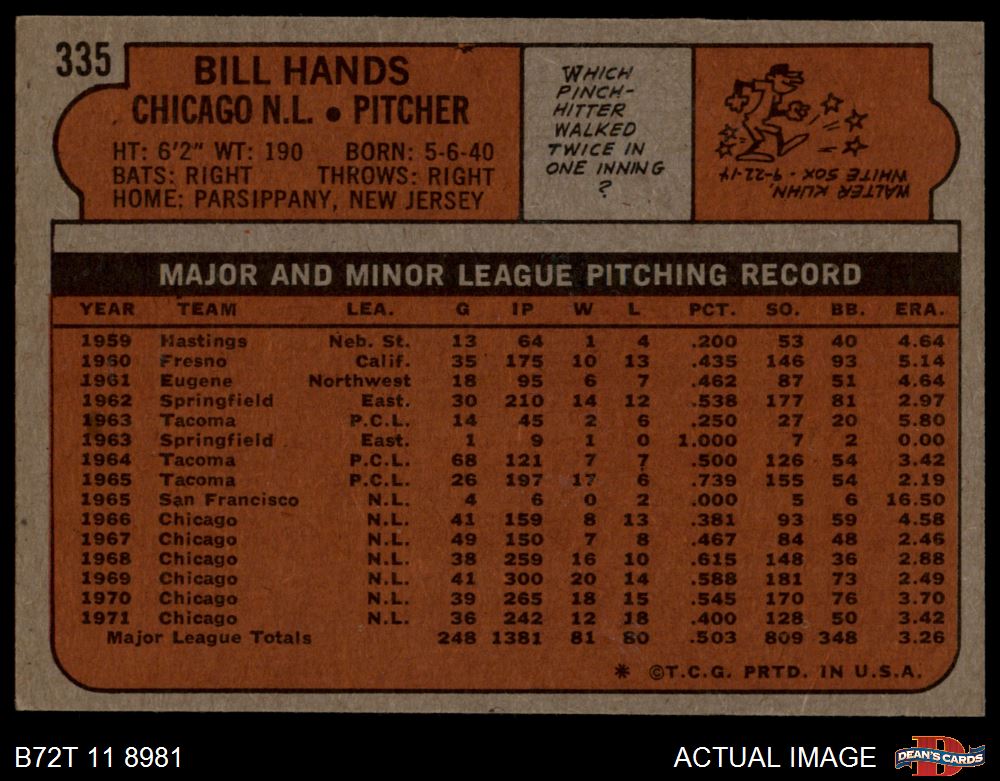 335
BILL HANDS
CHICAGO N.L. • PITCHER
HT: 6'2" WT: 190 BORN: 5-6-40
BATS: RIGHT THROWS: RIGHT
HOME: PARSIPPANY, NEW JERSEY
WHICH
PINCH-
HITTER
WALKED
TWICE IN
ONE INNING
?
WALTER KUHN,
WHITE SOX - 9-22-14
MAJOR AND MINOR LEAGUE PITCHING RECORD
YEAR TEAM LEA. G IP W L PCT. SO. BB. ERA.
1959 Hastings Neb. St. 13 64 1 4 .200 53 40 4.64
1960 Fresno Calif. 35 175 10 13 .435 146 93 5.14
1961 Eugene Northwest 18 95 6 7 .462 87 51 4.64
1962 Springfield East. 30 210 14 12 .538 177 81 2.97
1963 Tacoma P.C.L. 14 45 2 6 .250 27 20 5.80
1963 Springfield East. 1 9 1 0 1.000 7 2 0.00
1964 Tacoma P.C.L. 68 121 7 7 .500 126 54 3.42
1965 Tacoma P.C.L. 26 197 17 6 .739 155 54 2.19
1965 San Francisco N.L. 4 6 0 2 .000 5 6 16.50
1966 Chicago N.L. 41 159 8 13 .381 93 59 4.58
1967 Chicago N.L. 49 150 7 8 .467 84 48 2.46
1968 Chicago N.L. 38 259 16 10 .615 148 36 2.88
1969 Chicago N.L. 41 300 20 14 .588 181 73 2.49
1970 Chicago N.L. 39 265 18 15 .545 170 76 3.70
1971 Chicago N.L. 36 242 12 18 .400 128 50 3.42
Major League Totals 248 1381 81 80 .503 809 348 3.26
* ©T.C.G. PRTD. IN U.S.A.
B72T 11 8981
ACTUAL IMAGE
D
DEAN'S CARDS